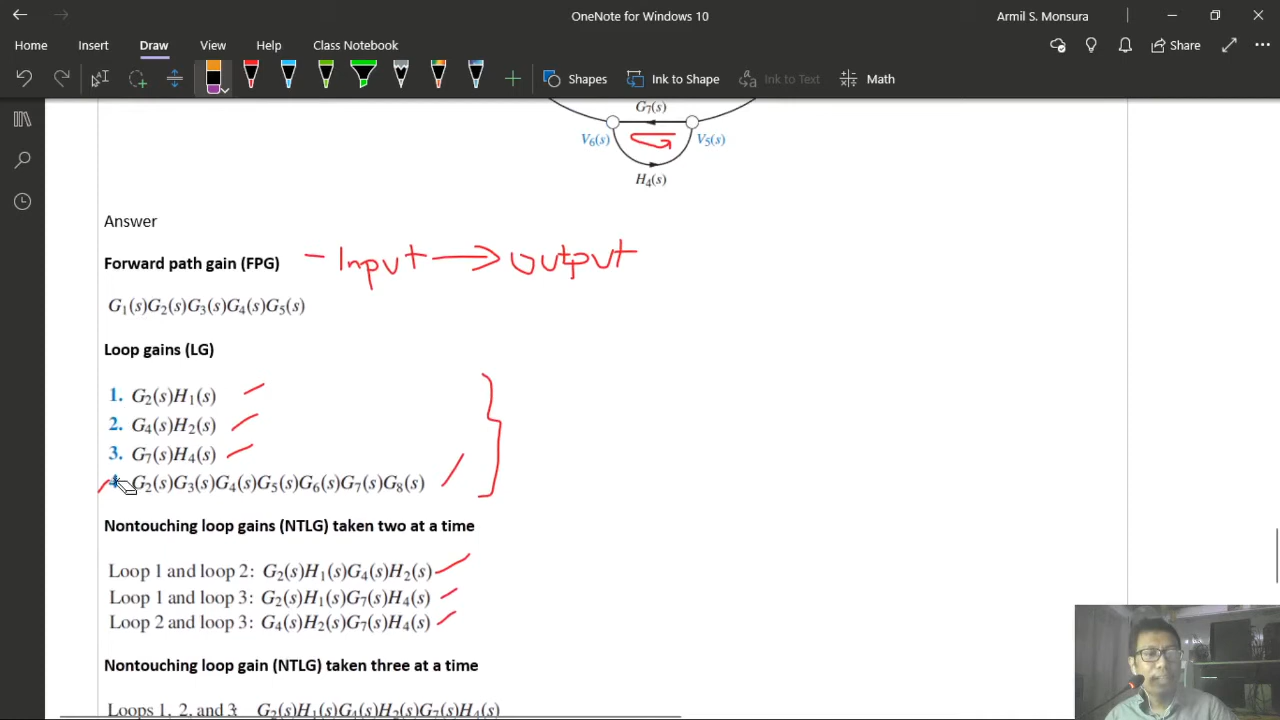 OneNote for Windows 10
Armil S. Monsura
Home Insert Draw View Help Class Notebook
Share
Shapes Ink to Shape Ink to Text Math
G₇(s)
V₆(s) V₅(s)
H₄(s)
Answer
Forward path gain (FPG) - Input → output
G₁(s)G₂(s)G₃(s)G₄(s)G₅(s)
Loop gains (LG)
1. G₂(s)H₁(s)
2. G₄(s)H₂(s)
3. G₇(s)H₄(s)
4. G₂(s)G₃(s)G₄(s)G₅(s)G₆(s)G₇(s)G₈(s)
Nontouching loop gains (NTLG) taken two at a time
Loop 1 and loop 2: G₂(s)H₁(s)G₄(s)H₂(s)
Loop 1 and loop 3: G₂(s)H₁(s)G₇(s)H₄(s)
Loop 2 and loop 3: G₄(s)H₂(s)G₇(s)H₄(s)
Nontouching loop gain (NTLG) taken three at a time
Loops 1, 2, and 3 G₂(s)H₁(s)G₄(s)H₂(s)G₇(s)H₄(s)